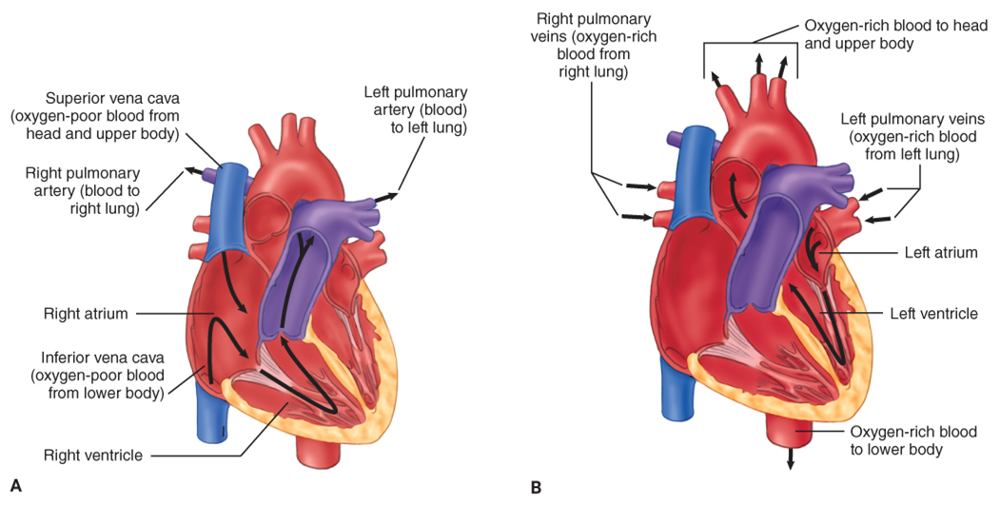 Superior vena cava
(oxygen-poor blood from
head and upper body)
Right pulmonary
artery (blood to
right lung)
Left pulmonary
artery (blood)
to left lung)
Right atrium
Inferior vena cava
(oxygen-poor blood
from lower body)
Right ventricle
A
Right pulmonary
veins (oxygen-rich
blood from
right lung)
Oxygen-rich blood to head
and upper body
Left pulmonary veins
(oxygen-rich blood
from left lung)
Left atrium
Left ventricle
Oxygen-rich blood
to lower body
B